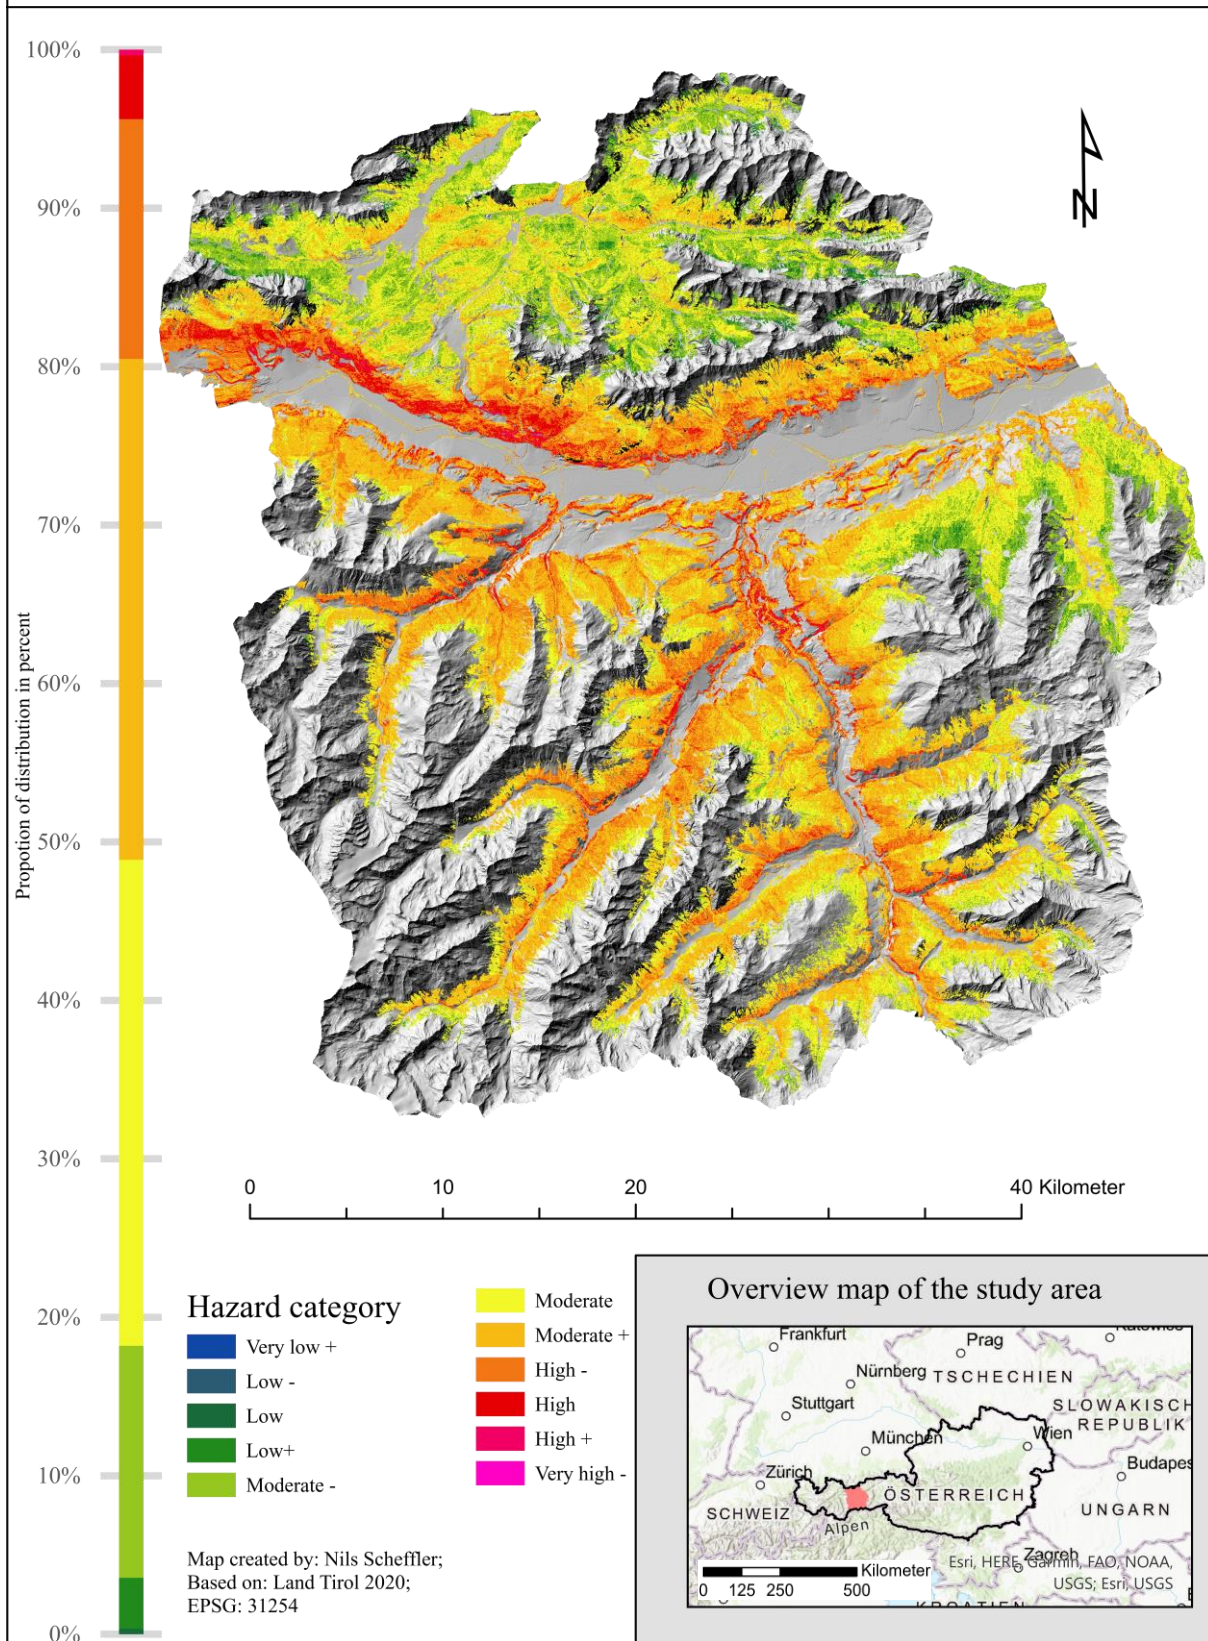 100%
90%
80%
70%
60%
50%
40%
30%
20%
10%
0%
Propotion of distribution in percent
N
0 10 20 40 Kilometer
Hazard category
Very low +
Low -
Low
Low+
Moderate -
Moderate
Moderate +
High -
High
High +
Very high -
Map created by: Nils Scheffler;
Based on: Land Tirol 2020;
EPSG: 31254
Overview map of the study area
Frankfurt
Prag
Nürnberg
TSCHECHIEN
Stuttgart
SLOWAKISCH
REPUBLIK
München
Wien
Zürich
Budapes
ÖSTERREICH
SCHWEIZ
UNGARN
Alpen
Zagreb
Kilometer
0 125 250 500
Esri, HERE, Garmin, FAO, NOAA,
USGS; Esri, USGS